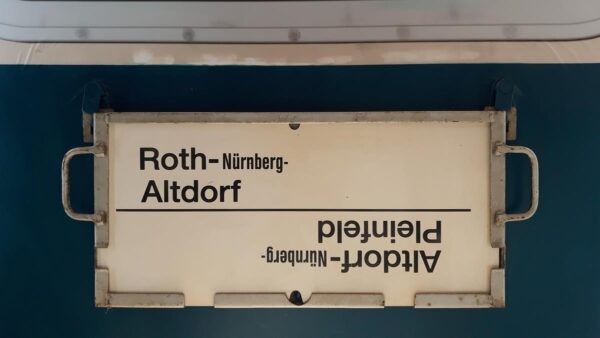 Roth-Nürnberg-
Altdorf
Altdorf-Nürnberg-
Pleinfeld